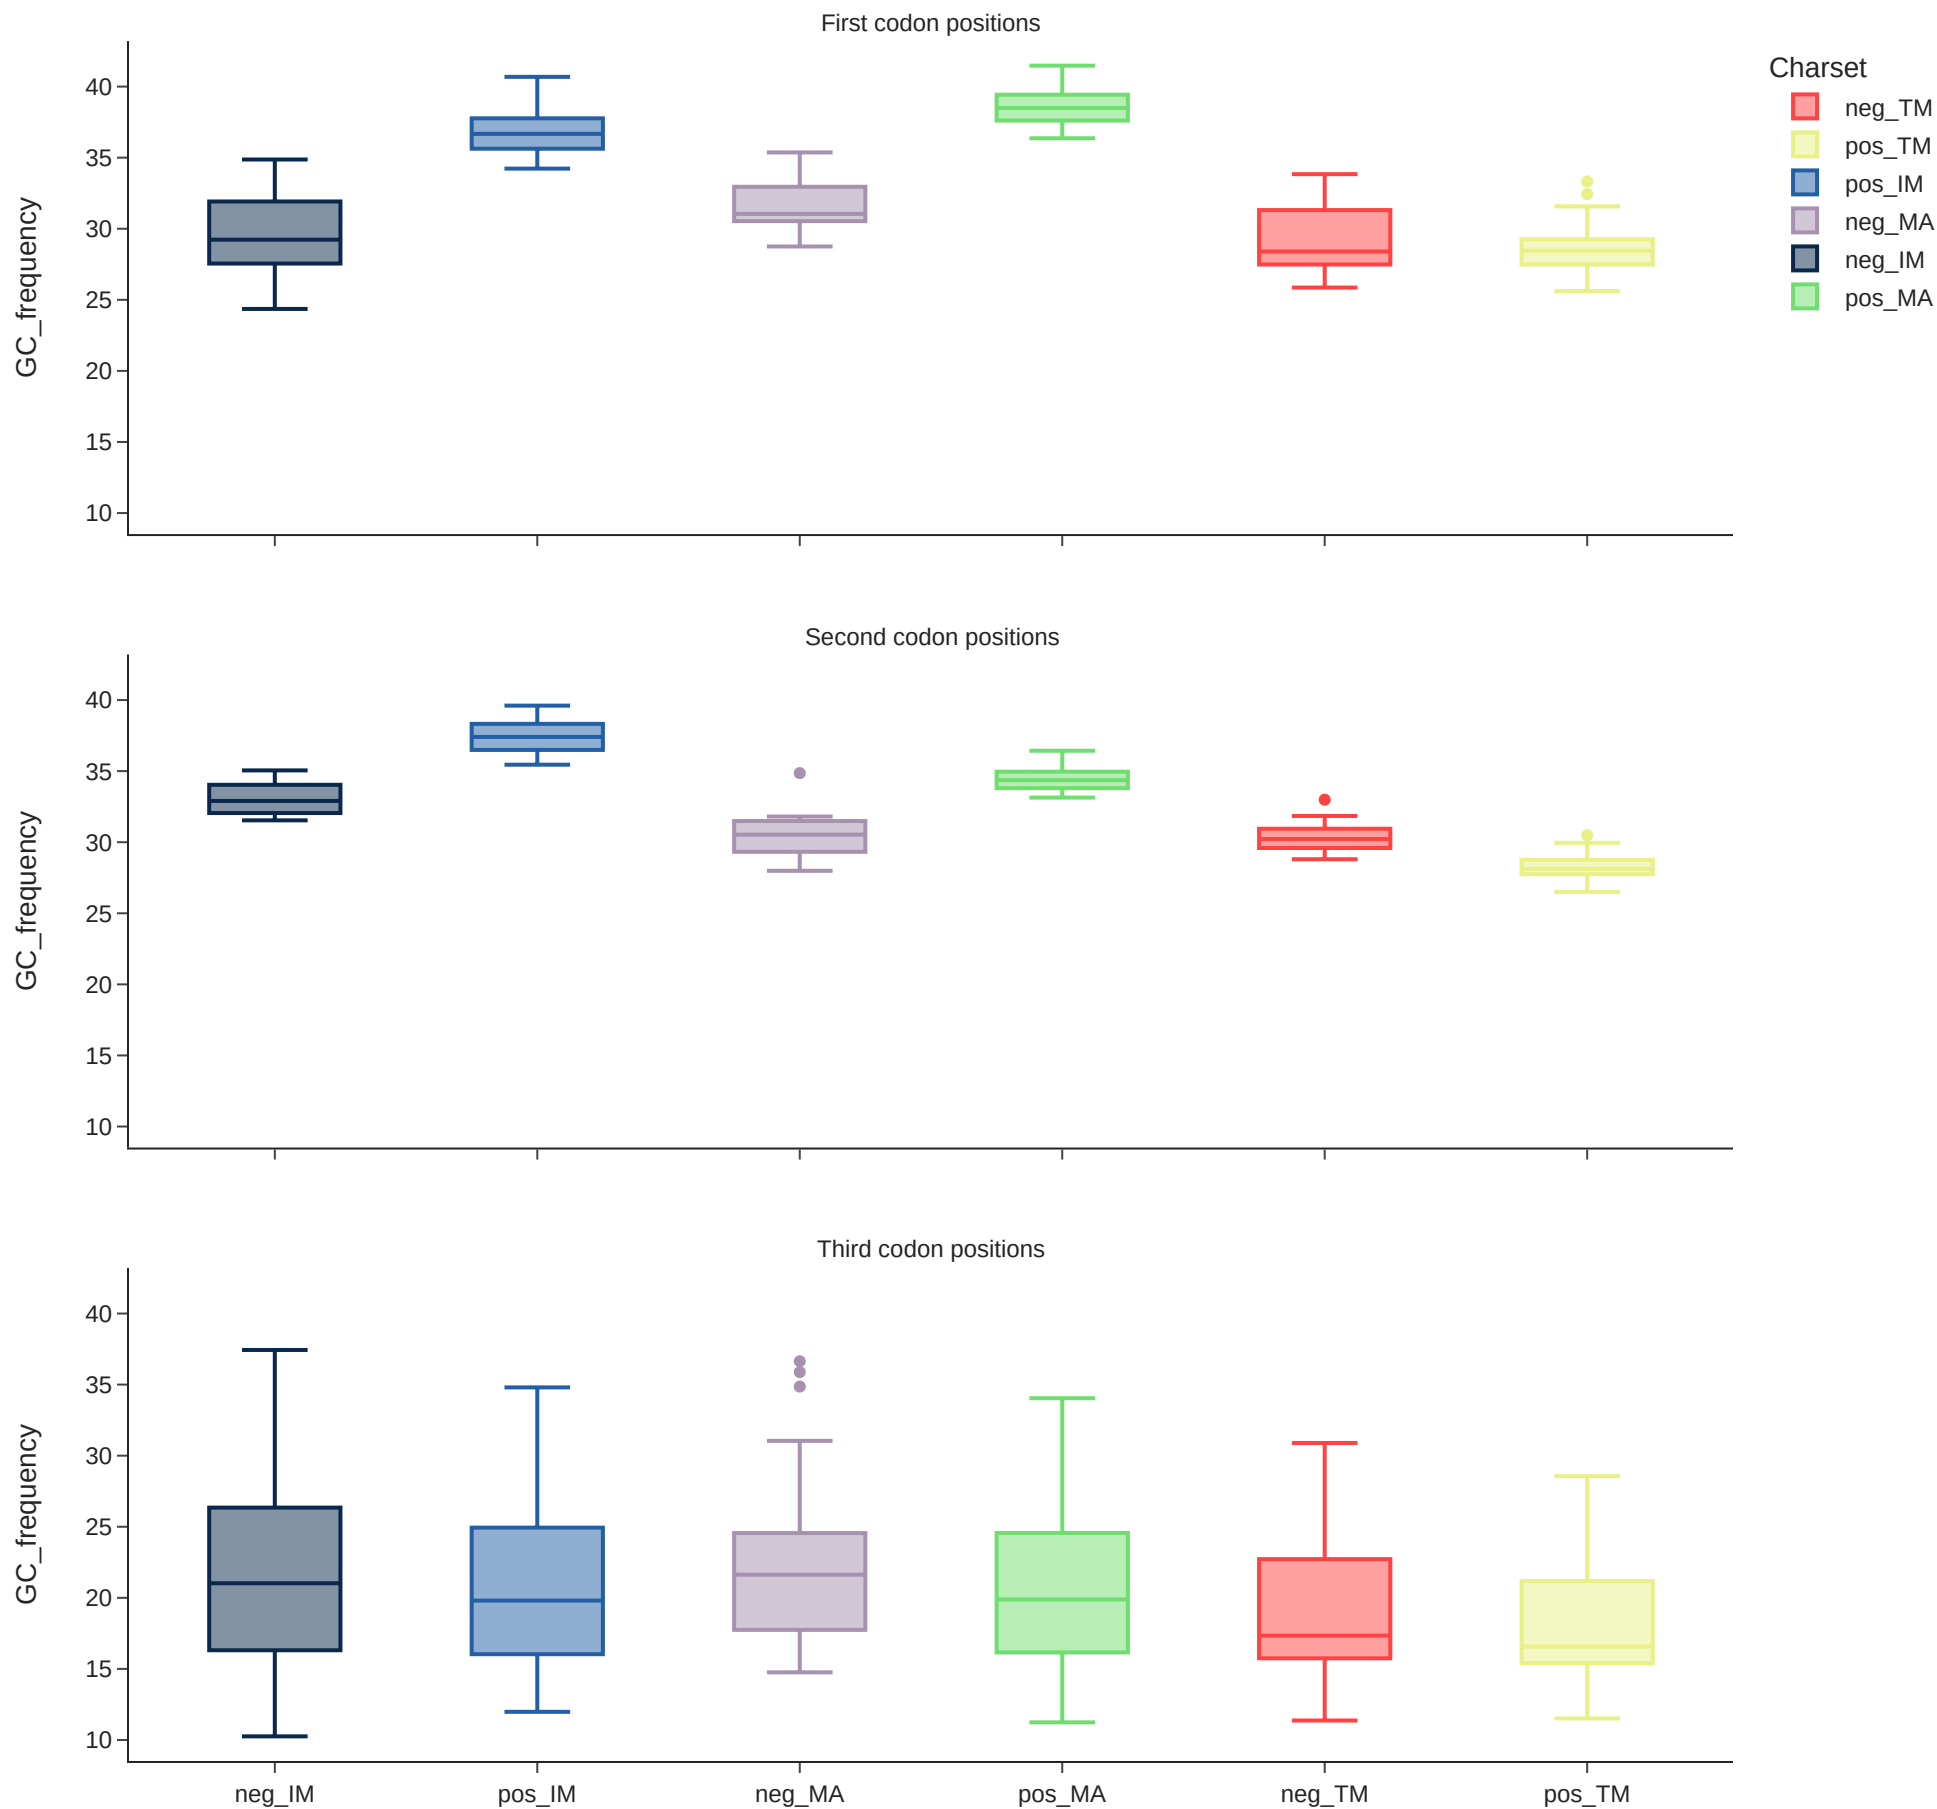 First codon positions
GC_frequency
40
35
30
25
20
15
10
Charset
neg_TM
pos_TM
pos_IM
neg_MA
neg_IM
pos_MA
Second codon positions
GC_frequency
40
35
30
25
20
15
10
Third codon positions
GC_frequency
40
35
30
25
20
15
10
neg_IM pos_IM neg_MA pos_MA neg_TM pos_TM